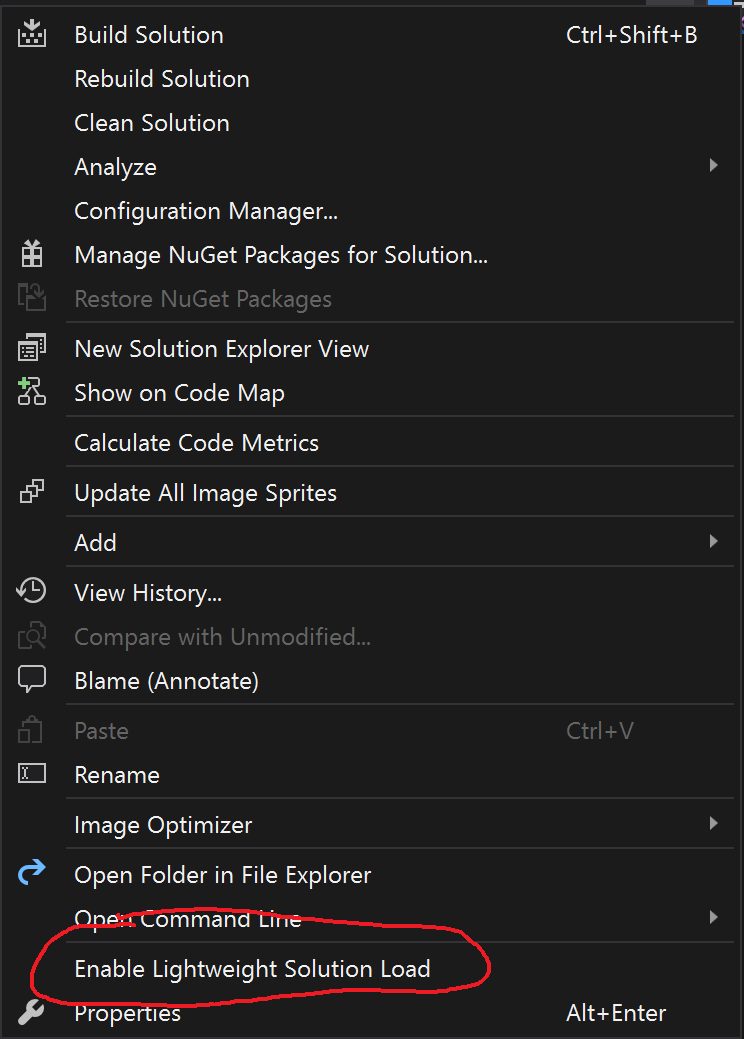 Build Solution Ctrl+Shift+B
Rebuild Solution
Clean Solution
Analyze
Configuration Manager...
Manage NuGet Packages for Solution...
Restore NuGet Packages
New Solution Explorer View
Show on Code Map
Calculate Code Metrics
Update All Image Sprites
Add
View History...
Compare with Unmodified...
Blame (Annotate)
Paste Ctrl+V
Rename
Image Optimizer
Open Folder in File Explorer
Open Command Line
Enable Lightweight Solution Load
Properties Alt+Enter